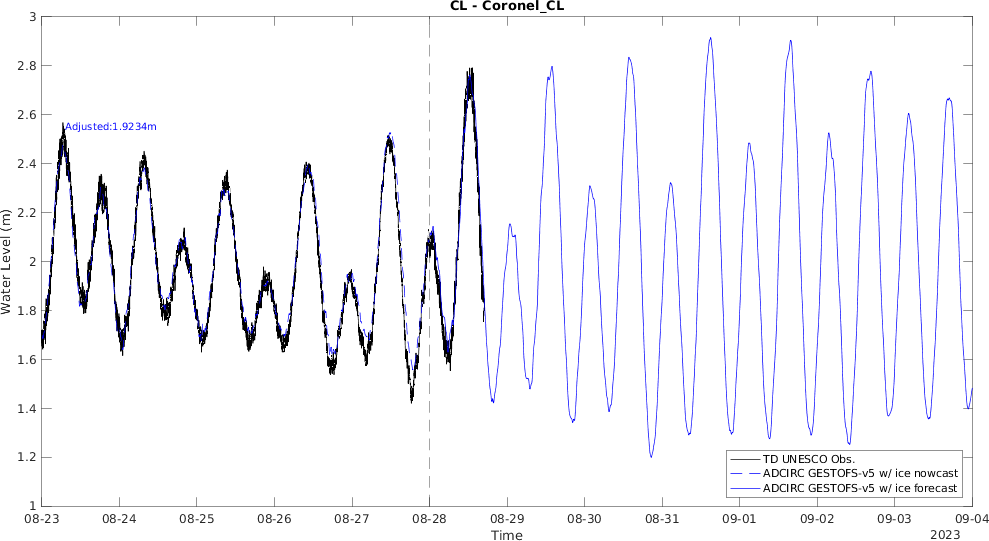 CL - Coronel_CL
3
2.8
2.6
2.4
2.2
2
1.8
1.6
1.4
1.2
1
Water Level (m)
Adjusted:1.9234m
TD UNESCO Obs.
ADCIRC GESTOFS-v5 w/ ice nowcast
ADCIRC GESTOFS-v5 w/ ice forecast
08-23 08-24 08-25 08-26 08-27 08-28 08-29 08-30 08-31 09-01 09-02 09-03 09-04
Time
2023